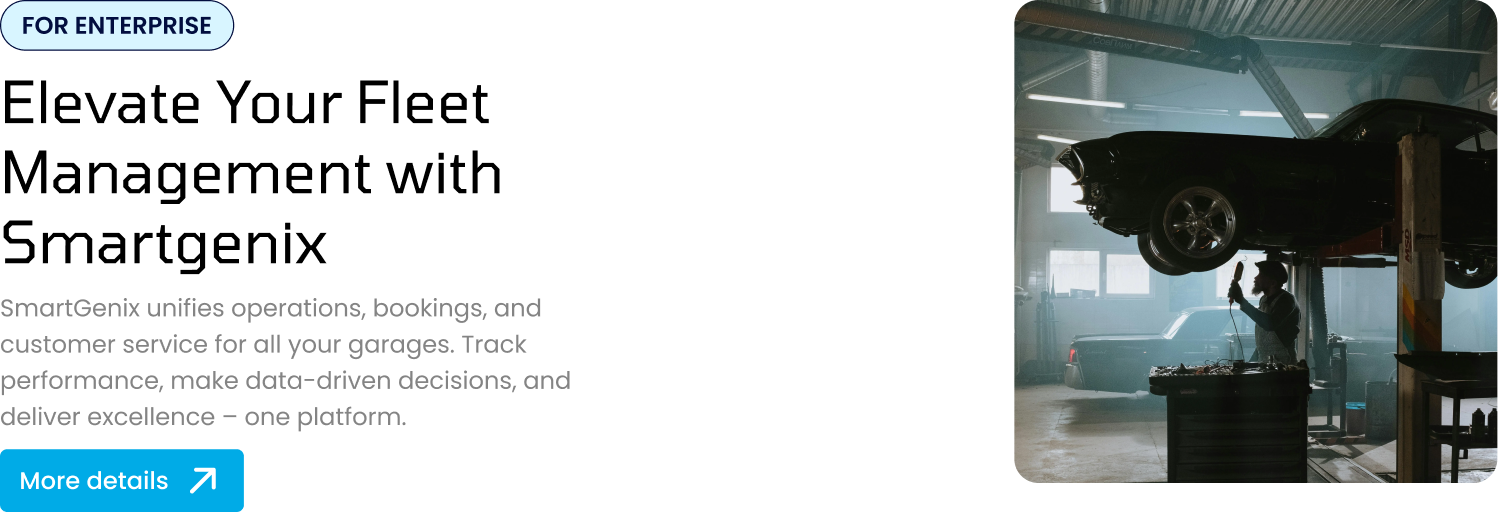 FOR ENTERPRISE
Elevate Your Fleet
Management with
Smartgenix
SmartGenix unifies operations, bookings, and
customer service for all your garages. Track
performance, make data-driven decisions, and
deliver excellence – one platform.
More details
MSD